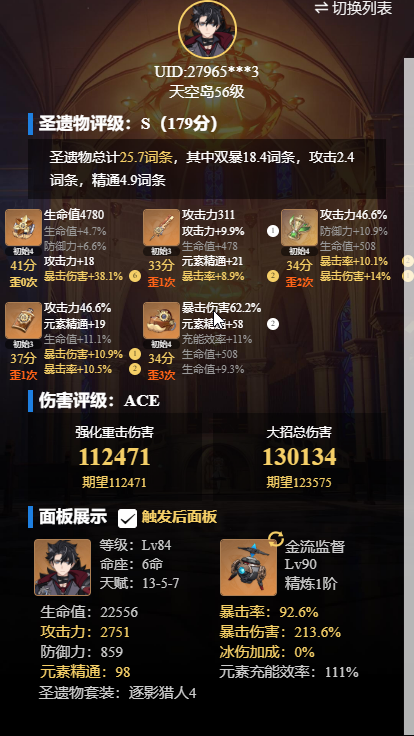 ⇌ 切换列表
UID:27965***3
天空岛56级
圣遗物评级：S（179分）
圣遗物总计25.7词条，其中双暴18.4词条，攻击2.4
词条，精通4.9词条
初始4
41分
歪0次
生命值4780
生命值+4.7%
防御力+6.6%
攻击力+18
暴击伤害+38.1% 6
初始3
33分
歪1次
攻击力311
攻击力+9.9% 1
生命值+478
元素精通+21
暴击率+8.9% 2
初始4
34分
歪2次
攻击力46.6%
防御力+10.9%
生命值+508
暴击率+10.1% 2
暴击伤害+14% 2
初始3
37分
歪1次
攻击力46.6%
元素精通+19
生命值+11.1%
暴击伤害+10.9% 1
暴击率+10.5% 2
初始4
34分
歪3次
暴击伤害62.2%
元素精通+58 2
充能效率+11%
生命值+508
生命值+9.3%
伤害评级：ACE
强化重击伤害
112471
期望112471
大招总伤害
130134
期望123575
面板展示 触发后面板
等级：Lv84
命座：6命
天赋：13-5-7
金流监督
Lv90
精炼1阶
生命值：22556
暴击率：92.6%
攻击力：2751
暴击伤害：213.6%
防御力：859
冰伤加成：0%
元素精通：98
元素充能效率：111%
圣遗物套装：逐影猎人4